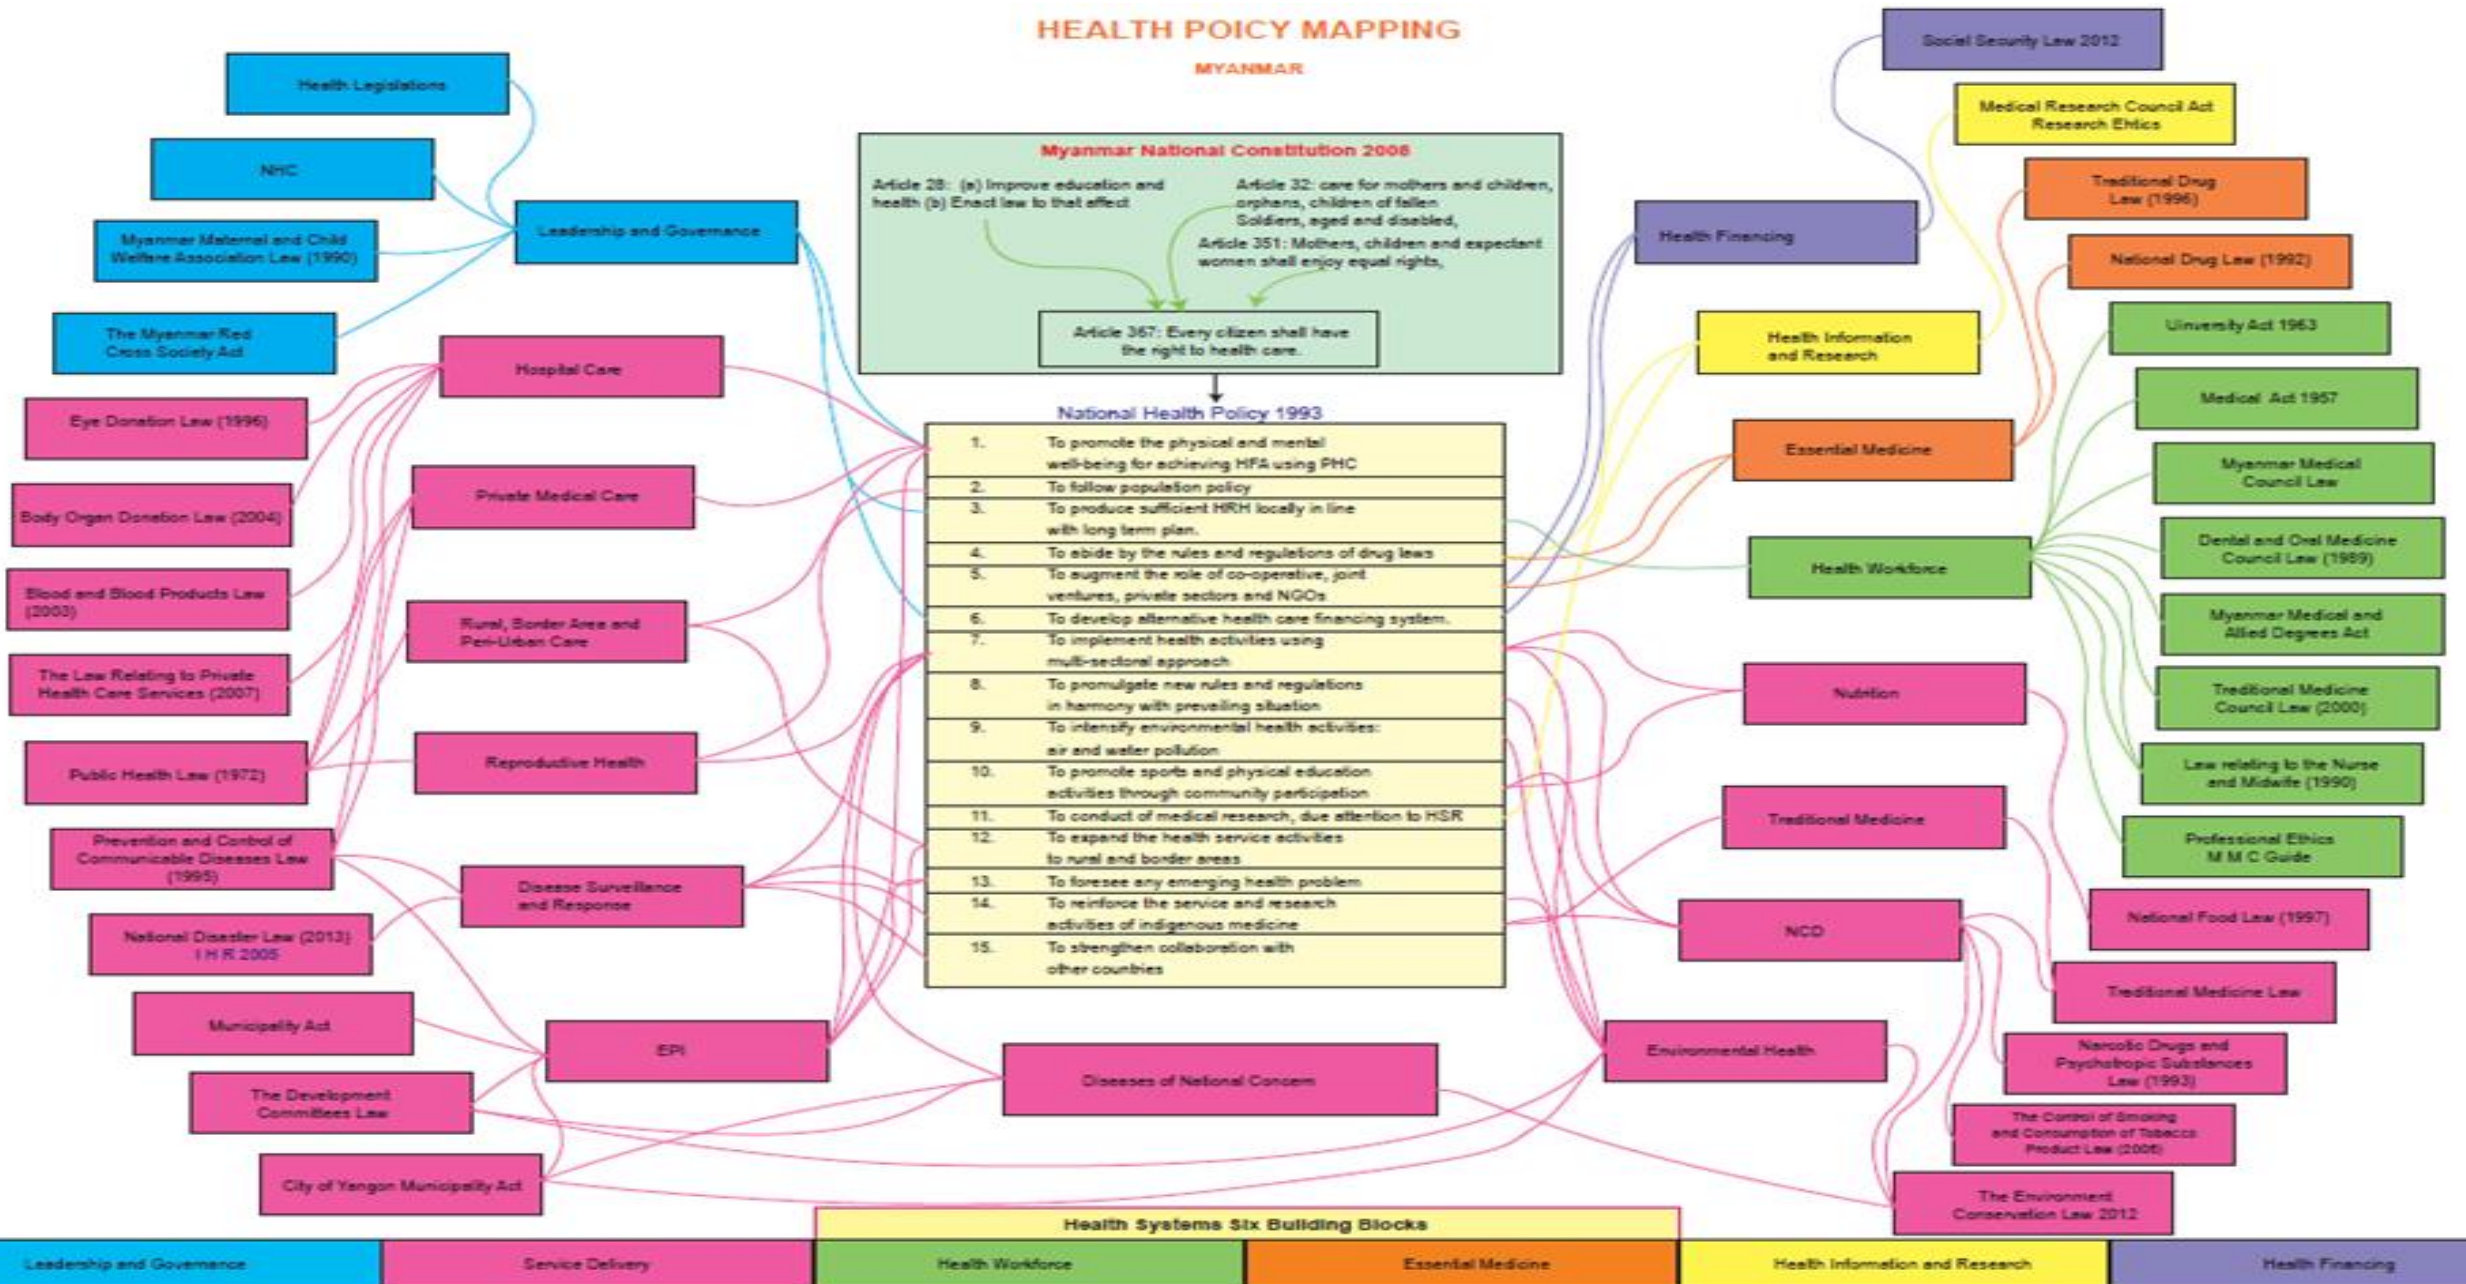 HEALTH POICY MAPPING
MYANMAR
Health Legislations
NHC
Myanmar Maternal and Child
Welfare Association Law (1990)
The Myanmar Red
Cross Society Act
Leadership and Governance
Eye Donation Law (1996)
Body Organ Donation Law (2004)
Blood and Blood Products Law
(2003)
The Law Relating to Private
Health Care Services (2007)
Public Health Law (1972)
Prevention and Control of
Communicable Diseases Law
(1995)
National Disaster Law (2013)
I H R 2005
Municipality Act
The Development
Committees Law
City of Yangon Municipality Act
Hospital Care
Private Medical Care
Rural, Border Area and
Peri-Urban Care
Reproductive Health
Disease Surveillance
and Response
EPI
Diseases of National Concern
Myanmar National Constitution 2008
Article 28: (a) Improve education and
health (b) Enact law to that affect
Article 32: care for mothers and children,
orphans, children of fallen
Soldiers, aged and disabled,
Article 351: Mothers, children and expectant
women shall enjoy equal rights,
Article 367: Every citizen shall have
the right to health care.
National Health Policy 1993
1. To promote the physical and mental
well-being for achieving HFA using PHC
2. To follow population policy
3. To produce sufficient HRH locally in line
with long term plan.
4. To abide by the rules and regulations of drug laws
5. To augment the role of co-operative, joint
ventures, private sectors and NGOs
6. To develop alternative health care financing system.
7. To implement health activities using
multi-sectoral approach
8. To promulgate new rules and regulations
in harmony with prevailing situation
9. To intensify environmental health activities:
air and water pollution
10. To promote sports and physical education
activities through community participation
11. To conduct of medical research, due attention to HSR
12. To expand the health service activities
to rural and border areas
13. To foresee any emerging health problem
14. To reinforce the service and research
activities of indigenous medicine
15. To strengthen collaboration with
other countries
Social Security Law 2012
Medical Research Council Act
Research Ehtics
Traditional Drug
Law (1996)
National Drug Law (1992)
Health Financing
Health Information
and Research
Essential Medicine
Health Workforce
Uinversity Act 1963
Medical Act 1957
Myanmar Medical
Council Law
Dental and Oral Medicine
Council Law (1989)
Myanmar Medical and
Allied Degrees Act
Traditional Medicine
Council Law (2000)
Law relating to the Nurse
and Midwife (1990)
Professional Ethics
M M C Guide
Nutrition
Traditional Medicine
NCD
Environmental Health
National Food Law (1997)
Traditional Medicine Law
Narcotic Drugs and
Psychotropic Substances
Law (1993)
The Control of Smoking
and Consumption of Tobacco
Product Law (2006)
The Environment
Conservation Law 2012
Health Systems Six Building Blocks
Leadership and Governance
Service Delivery
Health Workforce
Essential Medicine
Health Information and Research
Health Financing